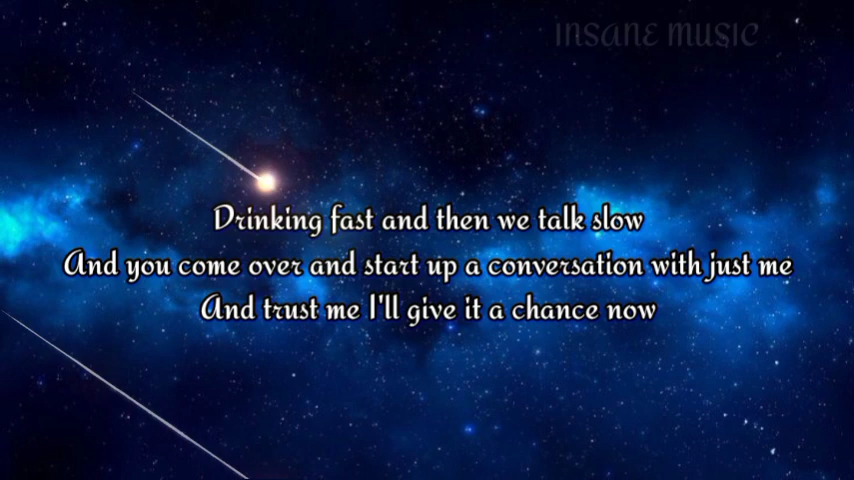 INSANE MUSIC
Drinking fast and then we talk slow
And you come over and start up a conversation with just me
And trust me I'll give it a chance now